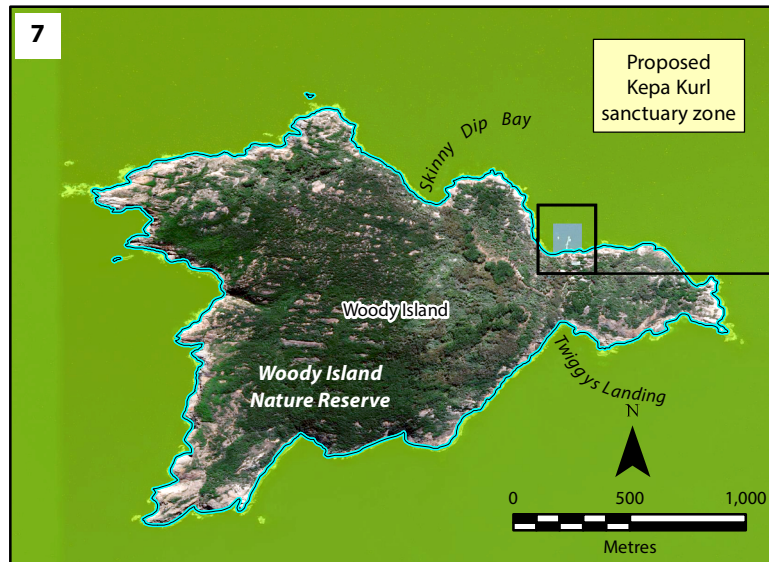 7
Proposed
Kepa Kurl
sanctuary zone
Skinny Dip Bay
Woody Island
Woody Island
Nature Reserve
Twiggys Landing
N
0 500 1,000
Metres